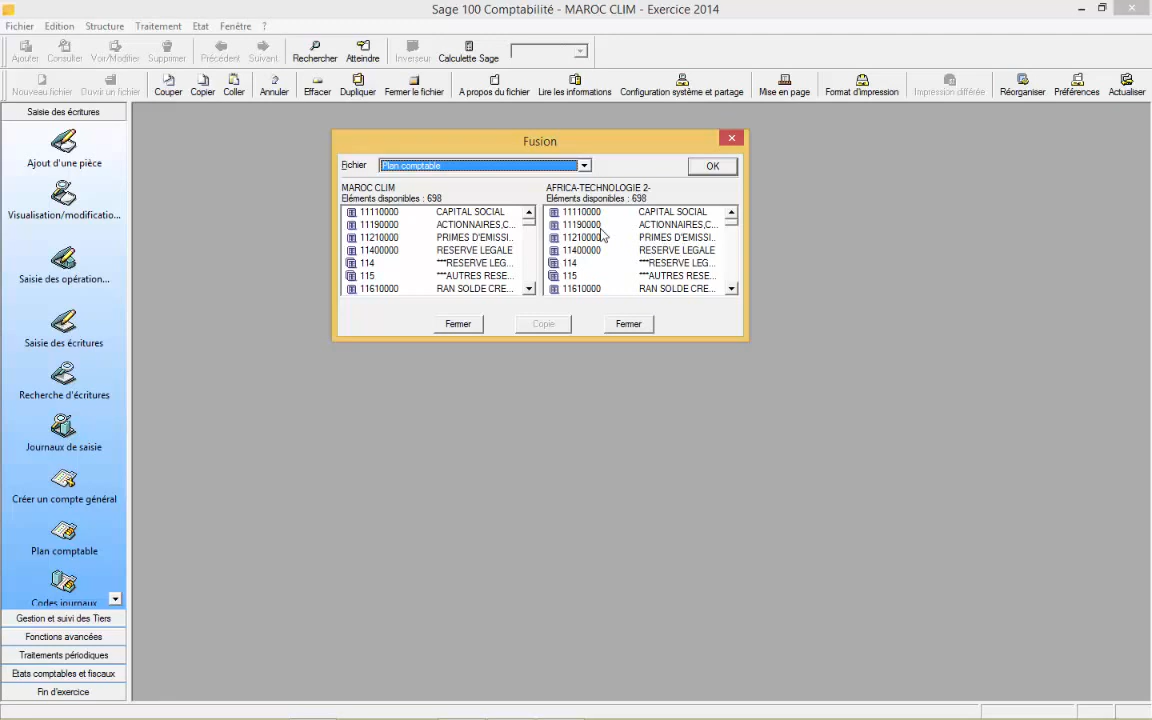 Sage 100 Comptabilité - MAROC CLIM - Exercice 2014
Fichier Edition Structure Traitement Etat Fenêtre ?
Ajouter Consulter Voir/Modifier Supprimer Précédent Suivant Rechercher Atteindre Inverseur Calculette Sage
Nouveau fichier Ouvrir un fichier Couper Copier Coller Annuler Effacer Dupliquer Fermer le fichier A propos du fichier Lire les informations Configuration système et partage Mise en page Format d'impression Impression différée Réorganiser Préférences Actualiser
Saisie des écritures
Ajout d'une pièce
Visualisation/modificatio...
Saisie des opération...
Saisie des écritures
Recherche d'écritures
Journaux de saisie
Créer un compte général
Plan comptable
Codes journaux
Gestion et suivi des Tiers
Fonctions avancées
Traitements périodiques
Etats comptables et fiscaux
Fin d'exercice
Fusion
Fichier Plan comptable OK
MAROC CLIM
Eléments disponibles : 698
11110000 CAPITAL SOCIAL
11190000 ACTIONNAIRES,C...
11210000 PRIMES D'EMISSI..
11400000 RESERVE LEGALE
114 ***RESERVE LEG...
115 ***AUTRES RESE...
11610000 RAN SOLDE CRE...
AFRICA-TECHNOLOGIE 2-
Eléments disponibles : 698
11110000 CAPITAL SOCIAL
11190000 ACTIONNAIRES,C...
11210000 PRIMES D'EMISSI..
11400000 RESERVE LEGALE
114 ***RESERVE LEG...
115 ***AUTRES RESE...
11610000 RAN SOLDE CRE...
Fermer Copie Fermer